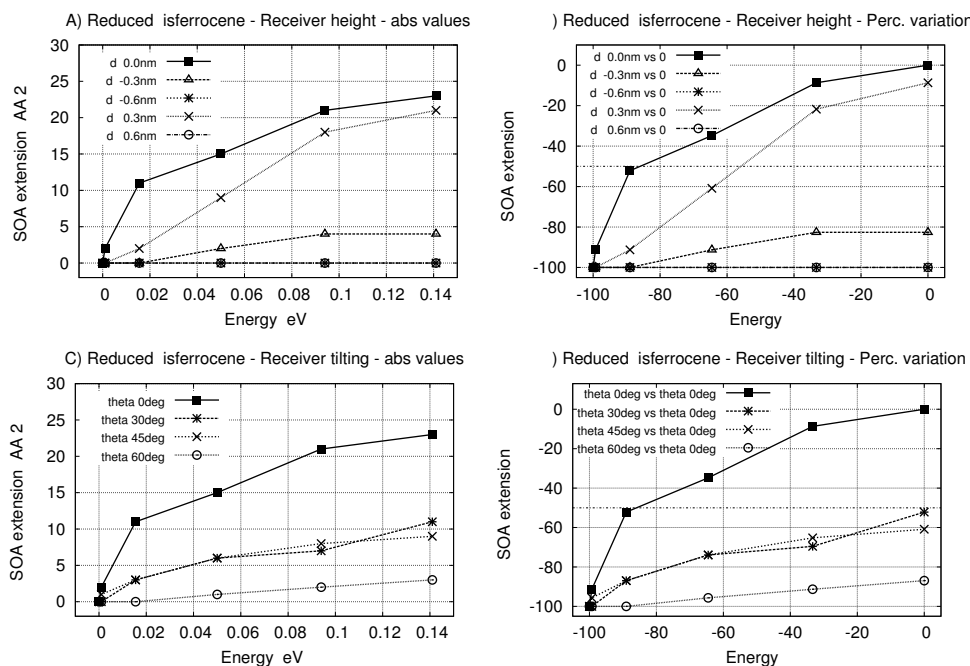 A) Reduced isferrocene - Receiver height - abs values
30
25
20
15
10
5
0
SOA extension AA 2
d 0.0nm
d -0.3nm
d -0.6nm
d 0.3nm
d 0.6nm
0 0.02 0.04 0.06 0.08 0.1 0.12 0.14
Energy eV
) Reduced isferrocene - Receiver height - Perc. variation
0
-20
-40
-60
-80
-100
SOA extension
d 0.0nm vs 0
d -0.3nm vs 0
d -0.6nm vs 0
d 0.3nm vs 0
d 0.6nm vs 0
-100 -80 -60 -40 -20 0
Energy
C) Reduced isferrocene - Receiver tilting - abs values
30
25
20
15
10
5
0
SOA extension AA 2
theta 0deg
theta 30deg
theta 45deg
theta 60deg
0 0.02 0.04 0.06 0.08 0.1 0.12 0.14
Energy eV
) Reduced isferrocene - Receiver tilting - Perc. variation
0
-20
-40
-60
-80
-100
SOA extension
theta 0deg vs theta 0deg
theta 30deg vs theta 0deg
theta 45deg vs theta 0deg
theta 60deg vs theta 0deg
-100 -80 -60 -40 -20 0
Energy